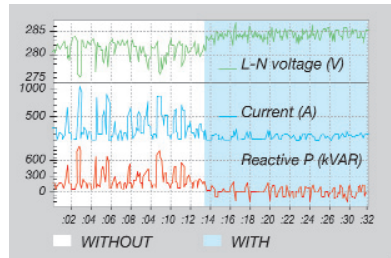 285
280
275
L-N voltage (V)
1000
500
Current (A)
600
300
0
Reactive P (kVAR)
:02 :04 :06 :08 :10 :12 :14 :16 :18 :20 :22 :24 :26 :28 :30 :32
WITHOUT WITH